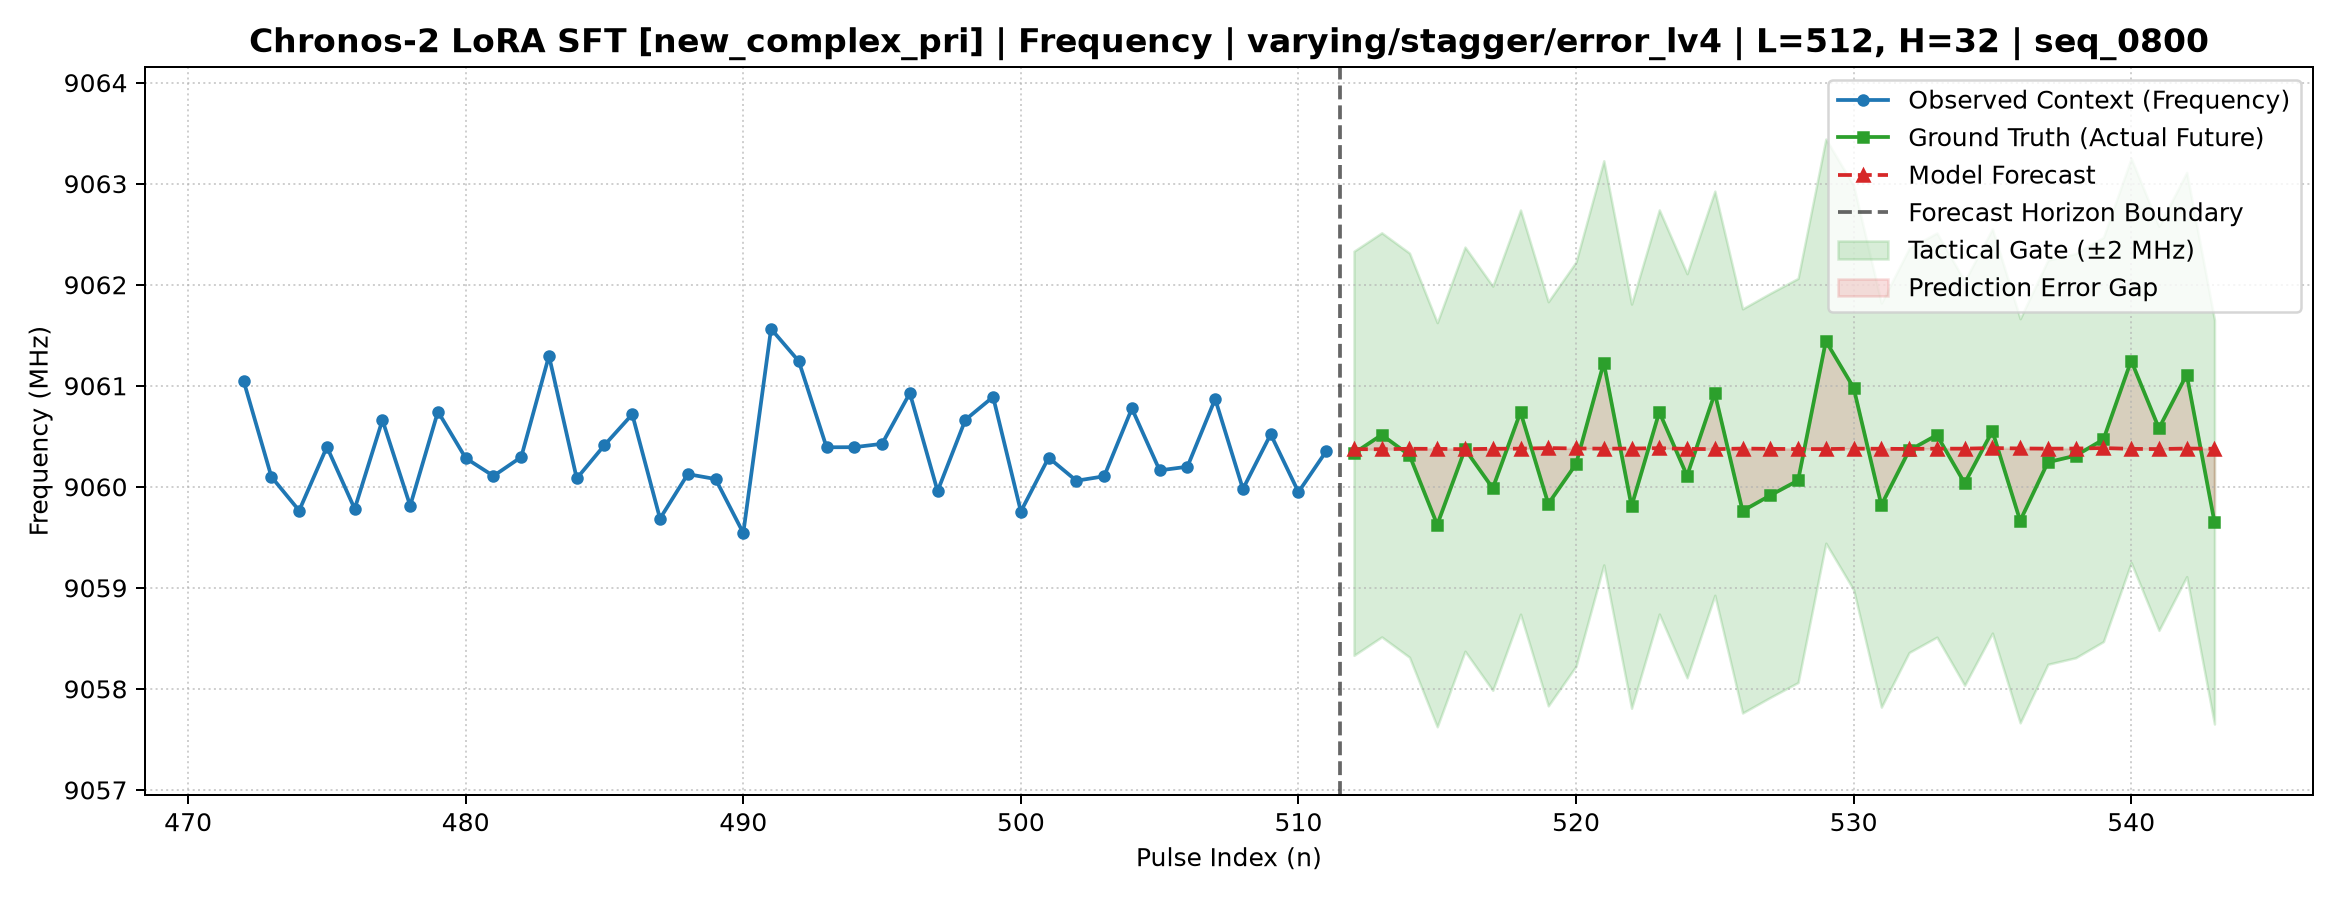 Chronos-2 LoRA SFT [new_complex_pri] | Frequency | varying/stagger/error_lv4 | L=512, H=32 | seq_0800
Observed Context (Frequency)
Ground Truth (Actual Future)
Model Forecast
Forecast Horizon Boundary
Tactical Gate (±2 MHz)
Prediction Error Gap
Frequency (MHz)
9064
9063
9062
9061
9060
9059
9058
9057
470 480 490 500 510 520 530 540
Pulse Index (n)